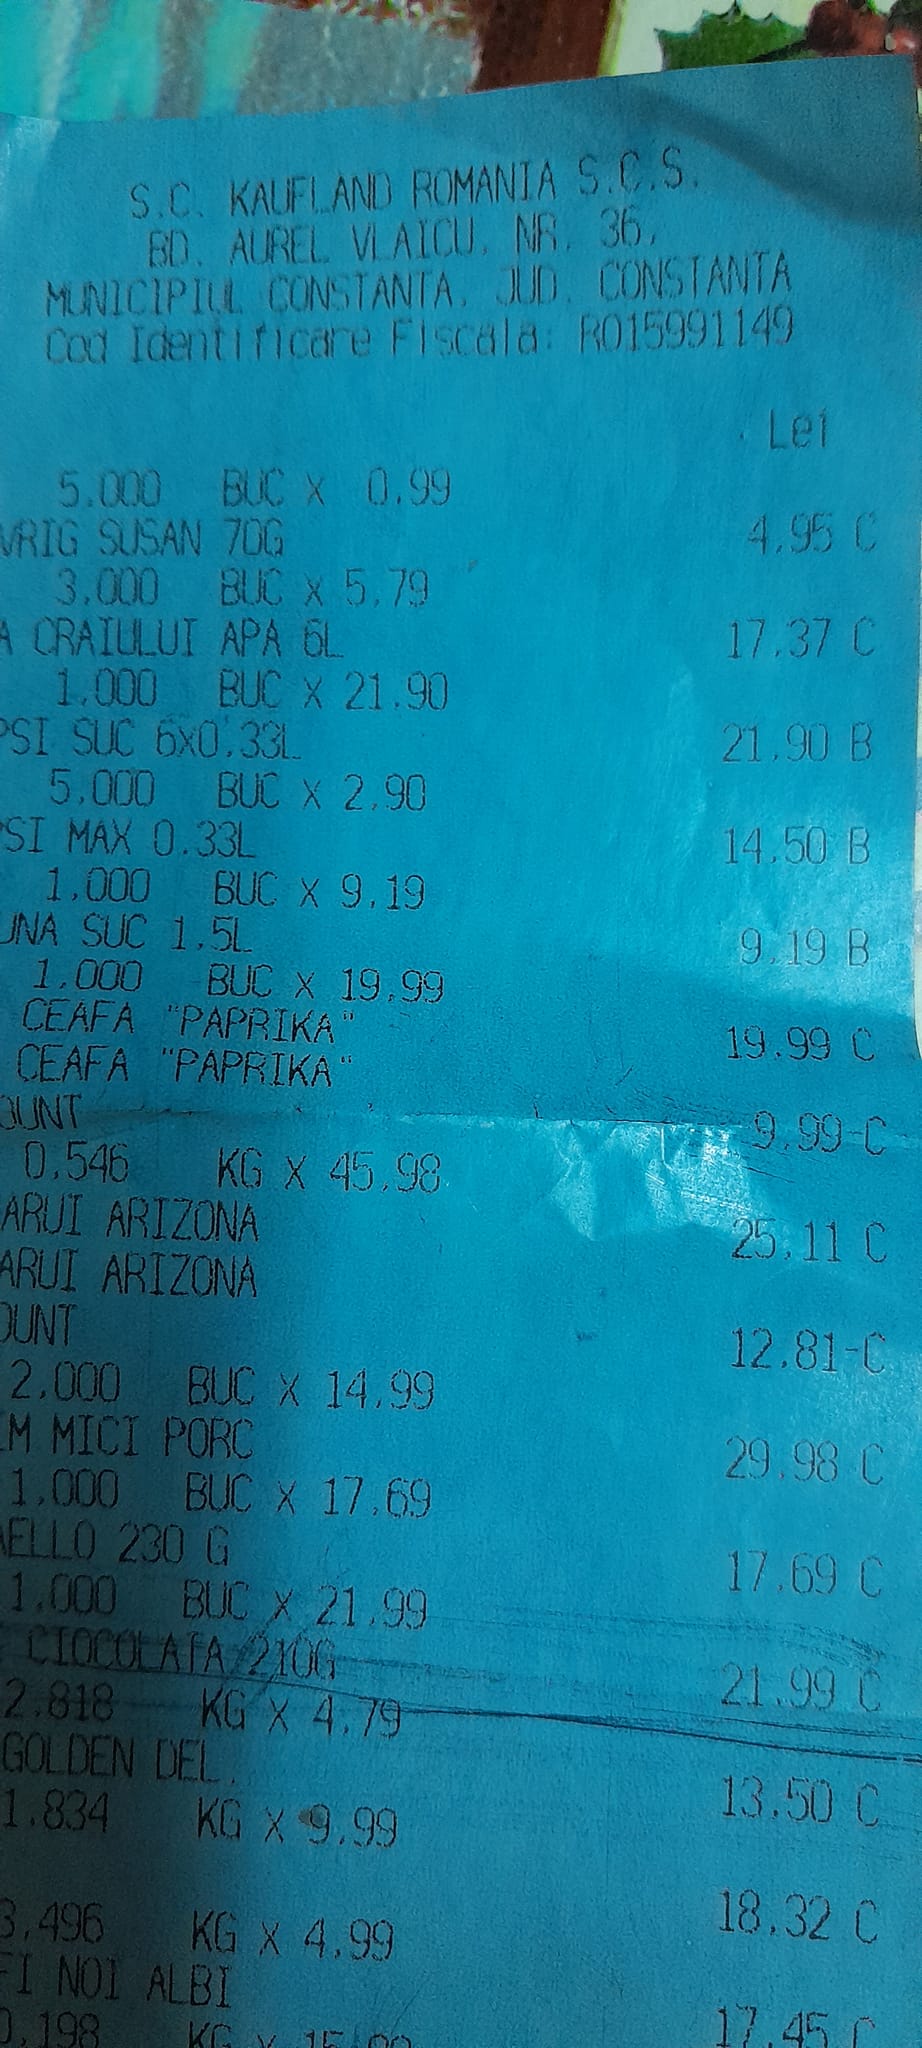 S.C. KAUFLAND ROMANIA S.C.S.
BD. AUREL VLAICU, NR. 36,
MUNICIPIUL CONSTANTA, JUD. CONSTANTA
Cod Identificare Fiscala: RO15991149
Lei
5.000 BUC X 0.99
VRIG SUSAN 70G 4.95 C
3.000 BUC X 5.79
A CRAIULUI APA 6L 17.37 C
1.000 BUC X 21.90
PSI SUC 6X0.33L 21.90 B
5.000 BUC X 2.90
PSI MAX 0.33L 14.50 B
1.000 BUC X 9.19
UNA SUC 1.5L 9.19 B
1.000 BUC X 19.99
CEAFA "PAPRIKA" 19.99 C
CEAFA "PAPRIKA"
OUNT 9.99-C
0.546 KG X 45.98
ARUI ARIZONA 25.11 C
ARUI ARIZONA
OUNT 12.81-C
2.000 BUC X 14.99
EM MICI PORC 29.98 C
1.000 BUC X 17.69
AELLO 230 G 17.69 C
1.000 BUC X 21.99
CIOCOLATA 210G 21.99 C
2.818 KG X 4.79
GOLDEN DEL. 13.50 C
1.834 KG X 9.99
18.32 C
3.496 KG X 4.99
FI NOI ALBI 17.45 C
0.198 KG X